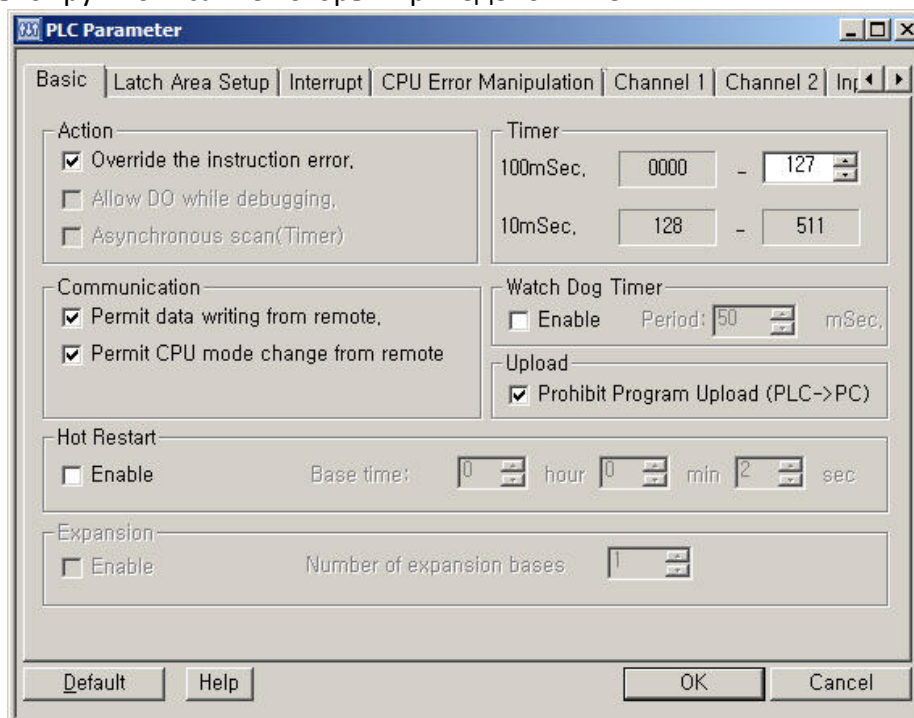 PLC Parameter
Basic Latch Area Setup Interrupt CPU Error Manipulation Channel 1 Channel 2
Action
Override the instruction error,
Allow DO while debugging,
Asynchronous scan(Timer)
Timer
100mSec, 0000 - 127
10mSec, 128 - 511
Communication
Permit data writing from remote,
Permit CPU mode change from remote
Watch Dog Timer
Enable Period: 50 mSec,
Upload
Prohibit Program Upload (PLC->PC)
Hot Restart
Enable Base time: 0 hour 0 min 2 sec
Expansion
Enable Number of expansion bases 1
Default Help OK Cancel